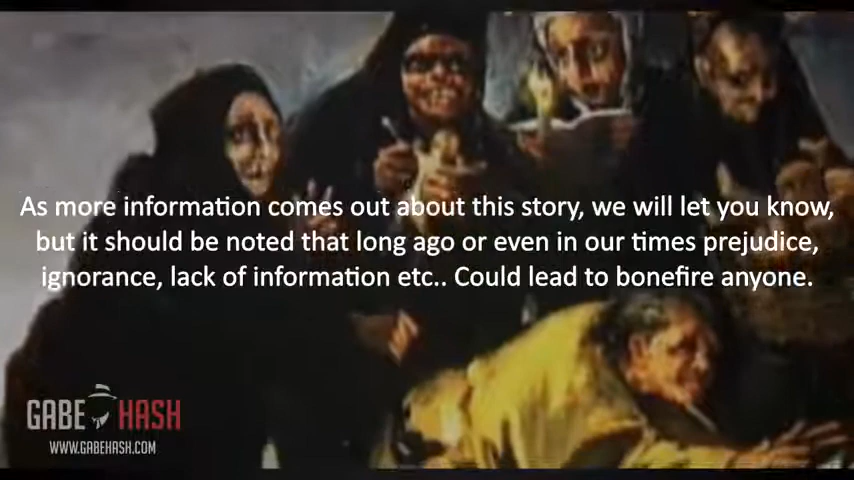 As more information comes out about this story, we will let you know,
but it should be noted that long ago or even in our times prejudice,
ignorance, lack of information etc.. Could lead to bonefire anyone.
GABE HASH
WWW.GABEHASH.COM